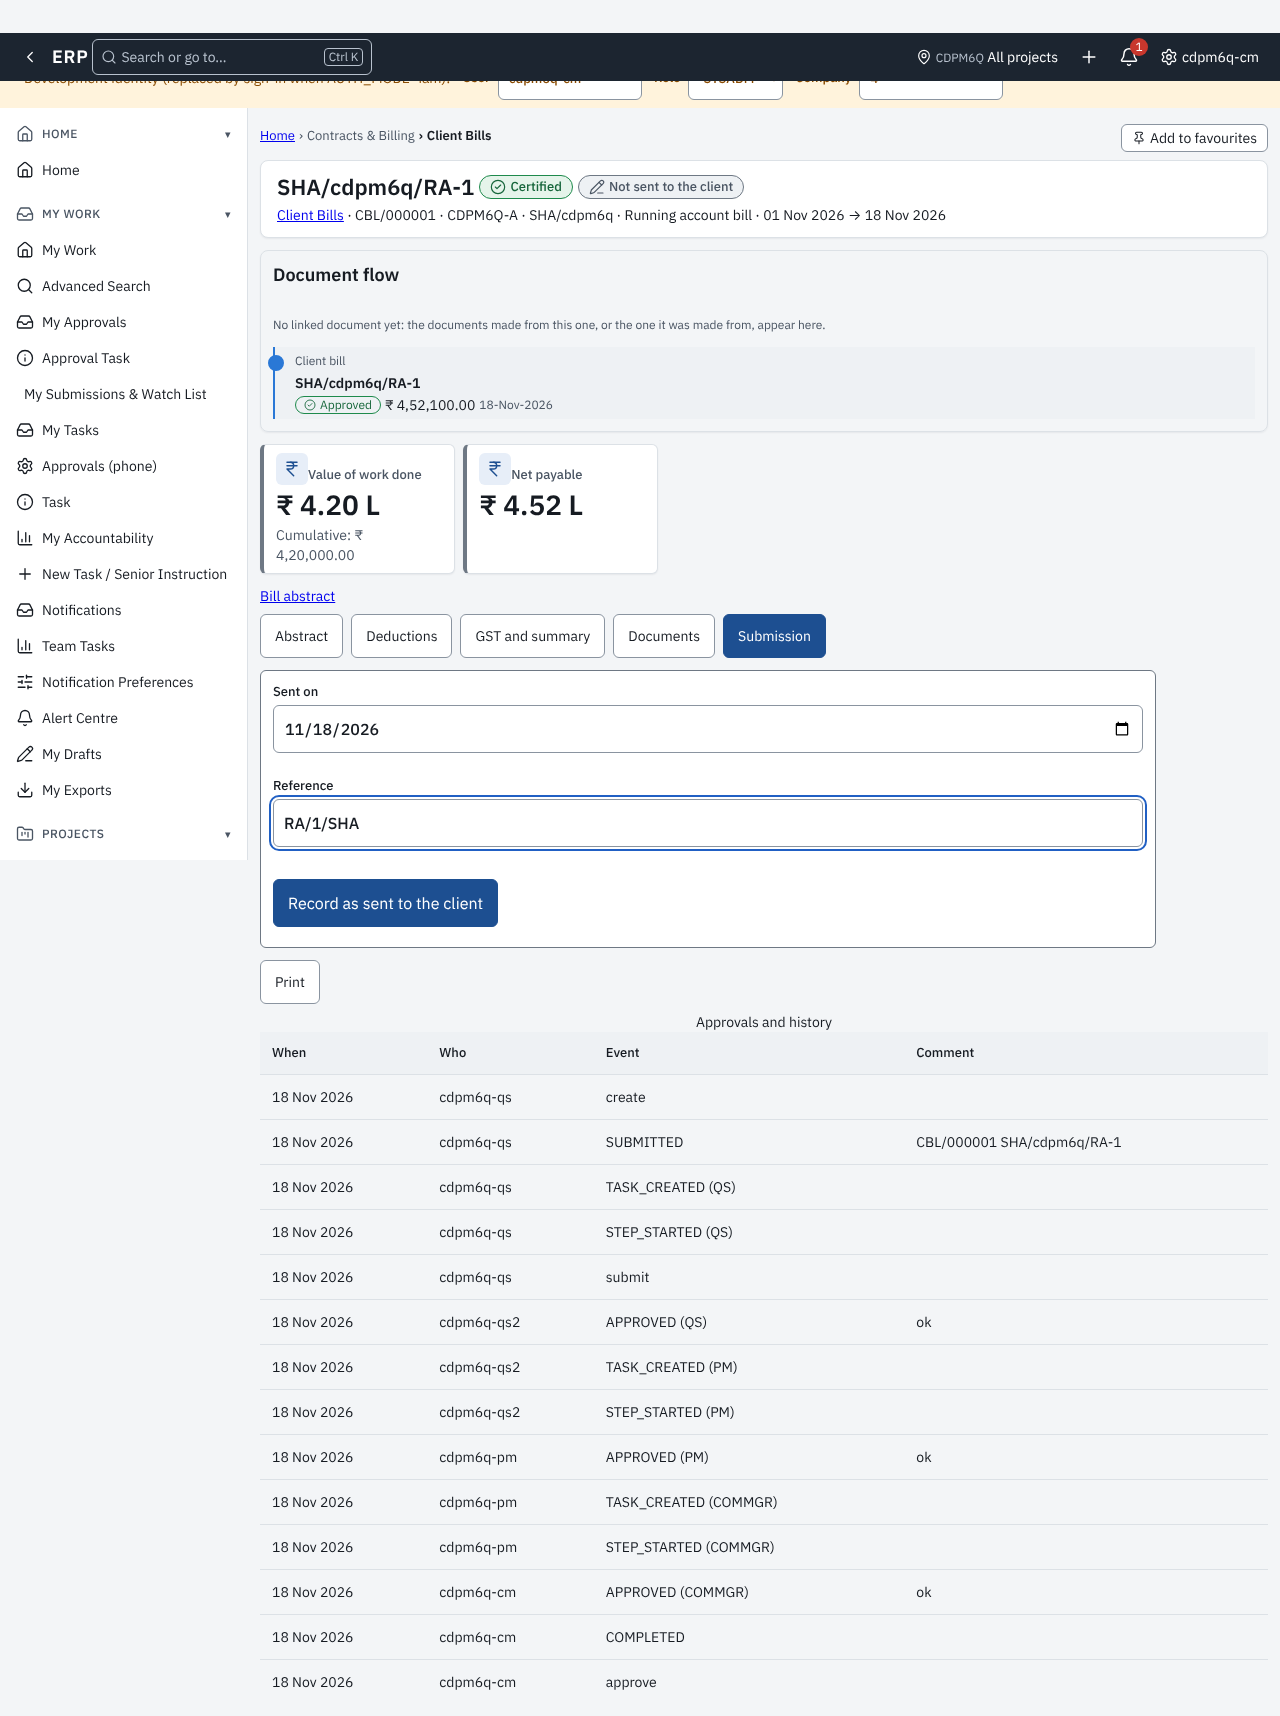 ERP
Search or go to...
Ctrl K
CDPM6Q All projects
1
cdpm6q-cm
HOME
Home
MY WORK
My Work
Advanced Search
My Approvals
Approval Task
My Submissions & Watch List
My Tasks
Approvals (phone)
Task
My Accountability
New Task / Senior Instruction
Notifications
Team Tasks
Notification Preferences
Alert Centre
My Drafts
My Exports
PROJECTS
Home › Contracts & Billing › Client Bills
Add to favourites
SHA/cdpm6q/RA-1 Certified Not sent to the client
Client Bills · CBL/000001 · CDPM6Q-A · SHA/cdpm6q · Running account bill · 01 Nov 2026 → 18 Nov 2026
Document flow
No linked document yet: the documents made from this one, or the one it was made from, appear here.
Client bill
SHA/cdpm6q/RA-1
Approved ₹ 4,52,100.00 18-Nov-2026
₹ Value of work done
₹ 4.20 L
Cumulative: ₹
4,20,000.00
₹ Net payable
₹ 4.52 L
Bill abstract
Abstract
Deductions
GST and summary
Documents
Submission
Sent on
11/18/2026
Reference
RA/1/SHA
Record as sent to the client
Print
Approvals and history
When Who Event Comment
18 Nov 2026 cdpm6q-qs create
18 Nov 2026 cdpm6q-qs SUBMITTED CBL/000001 SHA/cdpm6q/RA-1
18 Nov 2026 cdpm6q-qs TASK_CREATED (QS)
18 Nov 2026 cdpm6q-qs STEP_STARTED (QS)
18 Nov 2026 cdpm6q-qs submit
18 Nov 2026 cdpm6q-qs2 APPROVED (QS) ok
18 Nov 2026 cdpm6q-qs2 TASK_CREATED (PM)
18 Nov 2026 cdpm6q-qs2 STEP_STARTED (PM)
18 Nov 2026 cdpm6q-pm APPROVED (PM) ok
18 Nov 2026 cdpm6q-pm TASK_CREATED (COMMGR)
18 Nov 2026 cdpm6q-pm STEP_STARTED (COMMGR)
18 Nov 2026 cdpm6q-cm APPROVED (COMMGR) ok
18 Nov 2026 cdpm6q-cm COMPLETED
18 Nov 2026 cdpm6q-cm approve